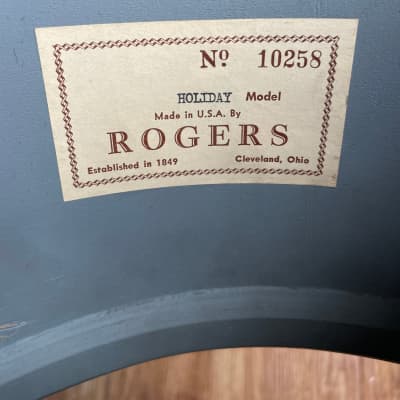 Nº 10258
HOLIDAY Model
Made in U.S.A. By
ROGERS
Established in 1849 Cleveland, Ohio